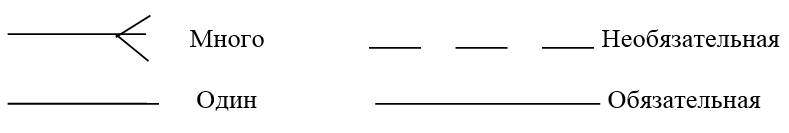 Много Необязательная
Один Обязательная